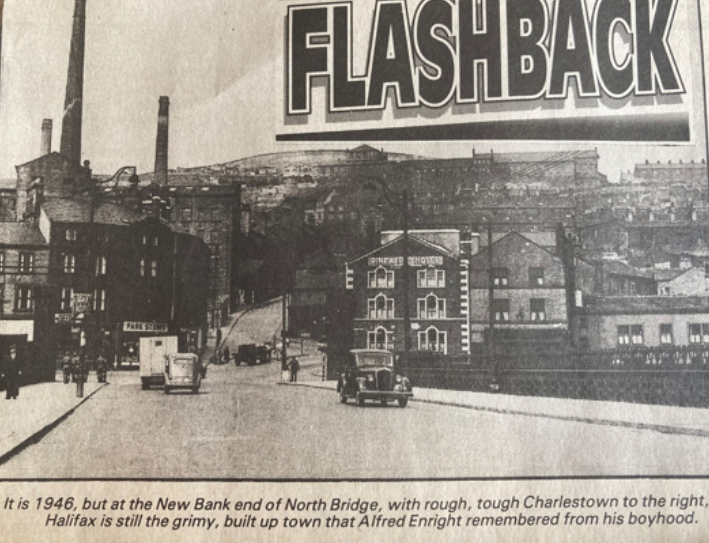 FLASHBACK
PARK STORES
It is 1946, but at the New Bank end of North Bridge, with rough, tough Charlestown to the right,
Halifax is still the grimy, built up town that Alfred Enright remembered from his boyhood.